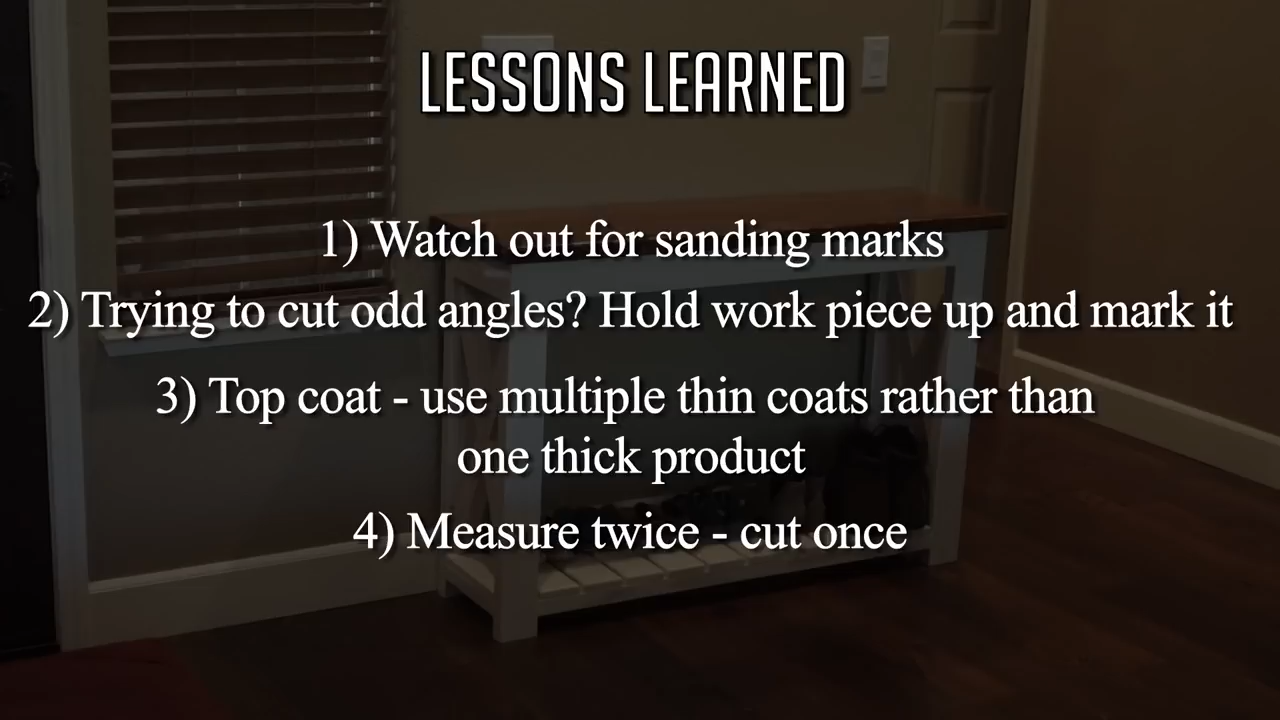 LESSONS LEARNED
1) Watch out for sanding marks
2) Trying to cut odd angles? Hold work piece up and mark it
3) Top coat - use multiple thin coats rather than
one thick product
4) Measure twice - cut once